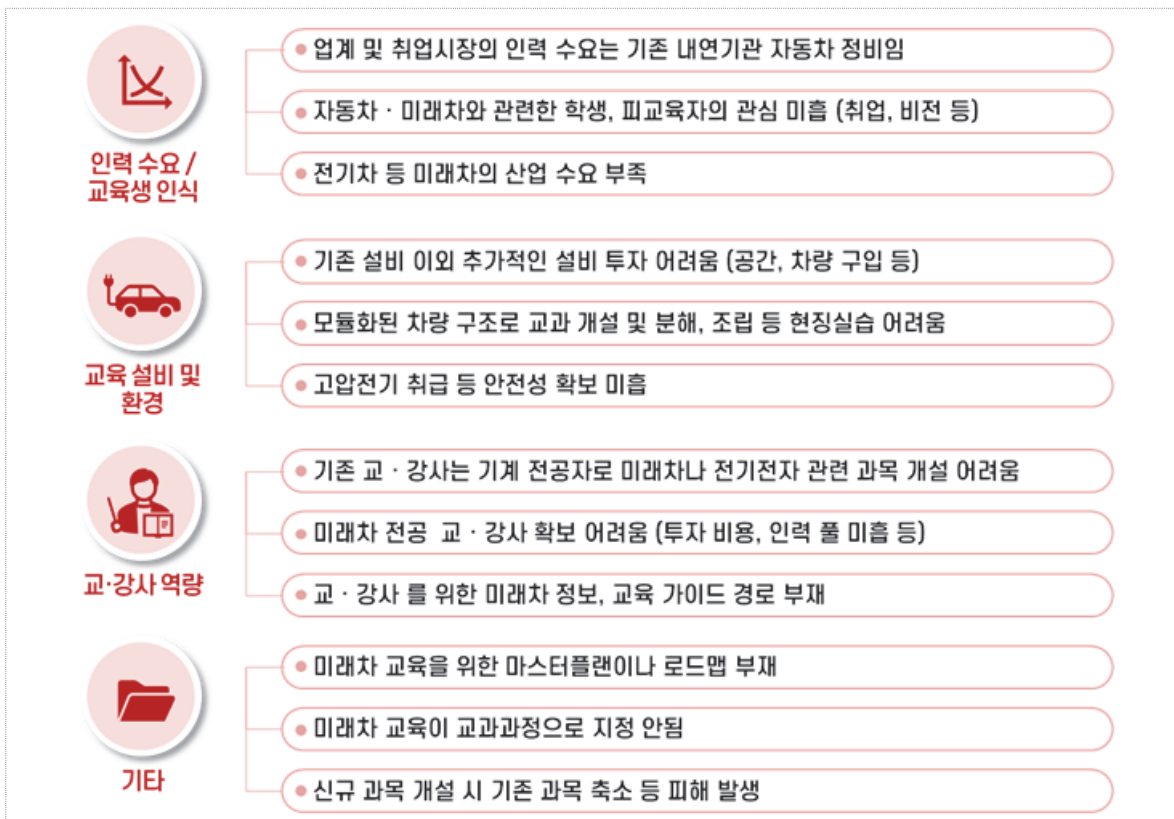 업계 및 취업시장의 인력 수요는 기존 내연기관 자동차 정비임
자동차 · 미래차와 관련한 학생, 피교육자의 관심 미흡 (취업, 비전 등)
전기차 등 미래차의 산업 수요 부족
인력 수요 /
교육생 인식
기존 설비 이외 추가적인 설비 투자 어려움 (공간, 차량 구입 등)
모듈화된 차량 구조로 교과 개설 및 분해, 조립 등 현징실습 어려움
고압전기 취급 등 안전성 확보 미흡
교육 설비 및
환경
기존 교 · 강사는 기계 전공자로 미래차나 전기전자 관련 과목 개설 어려움
미래차 전공 교 · 강사 확보 어려움 (투자 비용, 인력 풀 미흡 등)
교 · 강사 를 위한 미래차 정보, 교육 가이드 경로 부재
교·강사 역량
미래차 교육을 위한 마스터플랜이나 로드맵 부재
미래차 교육이 교과과정으로 지정 안됨
신규 과목 개설 시 기존 과목 축소 등 피해 발생
기타